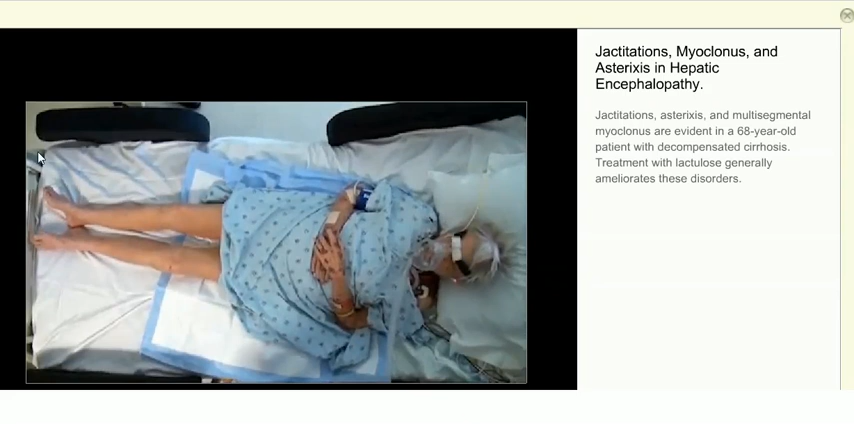 Jactitations, Myoclonus, and
Asterixis in Hepatic
Encephalopathy.
Jactitations, asterixis, and multisegmental
myoclonus are evident in a 68-year-old
patient with decompensated cirrhosis.
Treatment with lactulose generally
ameliorates these disorders.